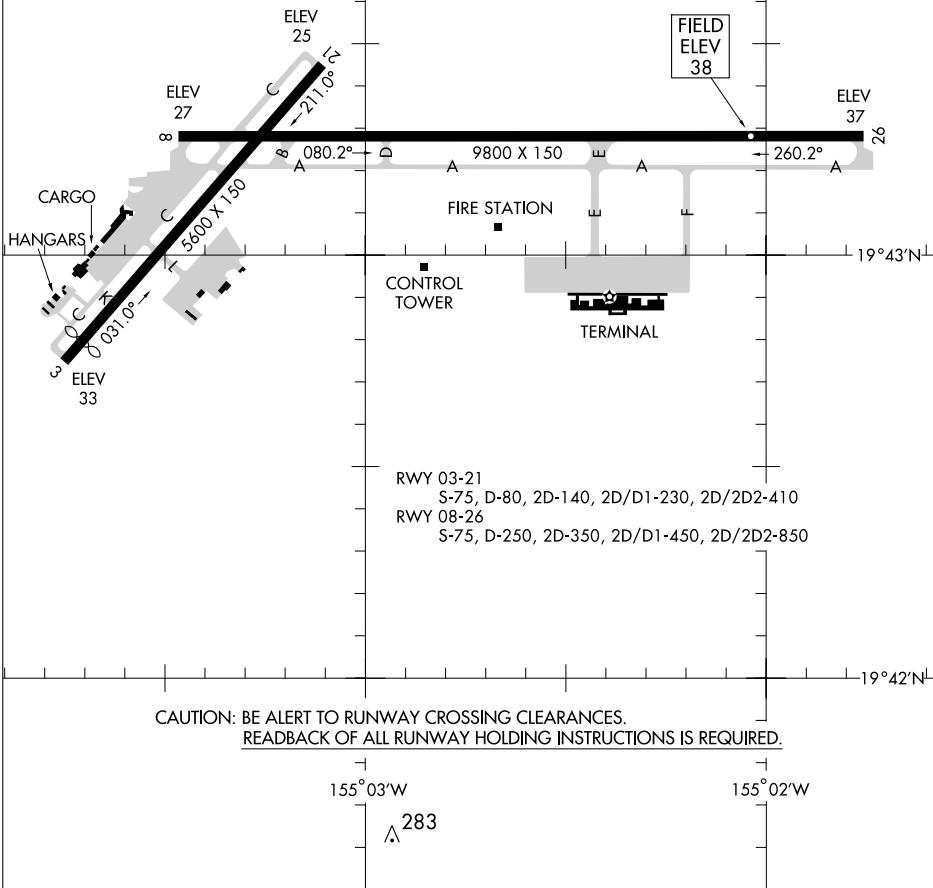 ELEV
25
21
FIELD
ELEV
38
ELEV
27
ELEV
37
C
211.0°
8
26
B
080.2°
D
9800 X 150
E
260.2°
A
A
A
A
CARGO
5600 X 150
C
FIRE STATION
E
F
HANGARS
L
19°43'N
CONTROL
TOWER
K
C
031.0°
TERMINAL
3
ELEV
33
RWY 03-21
S-75, D-80, 2D-140, 2D/D1-230, 2D/2D2-410
RWY 08-26
S-75, D-250, 2D-350, 2D/D1-450, 2D/2D2-850
19°42'N
CAUTION: BE ALERT TO RUNWAY CROSSING CLEARANCES.
READBACK OF ALL RUNWAY HOLDING INSTRUCTIONS IS REQUIRED.
155°03'W
155°02'W
283